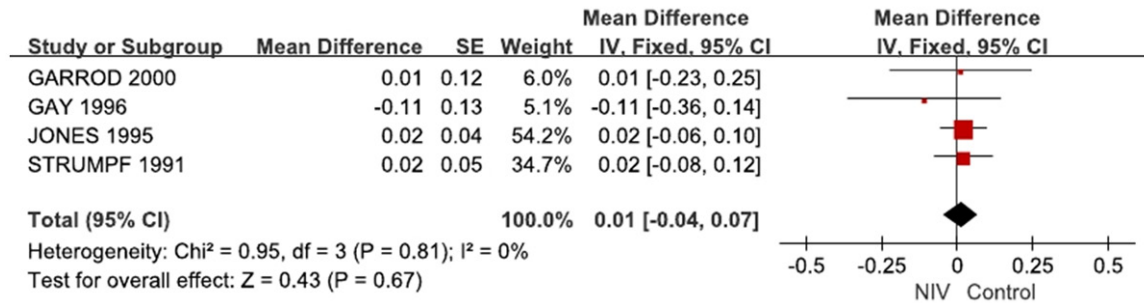 Mean Difference Mean Difference
Study or Subgroup Mean Difference SE Weight IV, Fixed, 95% CI IV, Fixed, 95% CI
GARROD 2000 0.01 0.12 6.0% 0.01 [-0.23, 0.25]
GAY 1996 -0.11 0.13 5.1% -0.11 [-0.36, 0.14]
JONES 1995 0.02 0.04 54.2% 0.02 [-0.06, 0.10]
STRUMPF 1991 0.02 0.05 34.7% 0.02 [-0.08, 0.12]
Total (95% CI) 100.0% 0.01 [-0.04, 0.07]
Heterogeneity: Chi² = 0.95, df = 3 (P = 0.81); I² = 0%
Test for overall effect: Z = 0.43 (P = 0.67)
-0.5 -0.25 0 0.25 0.5
NIV Control